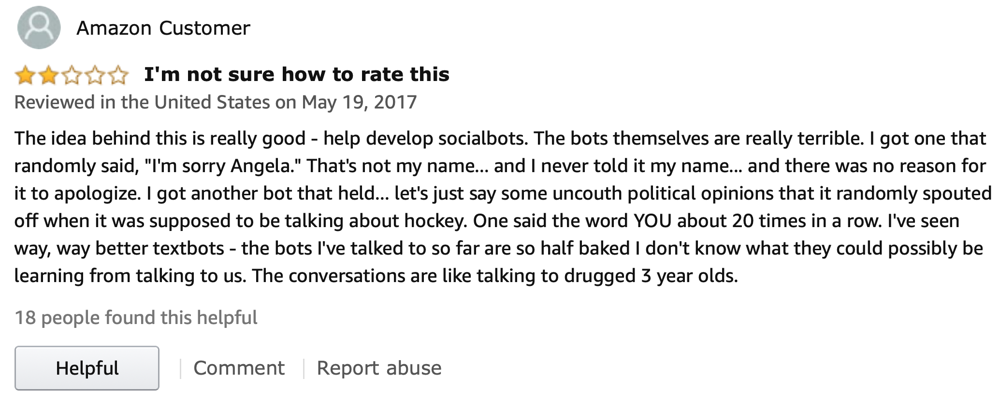 Amazon Customer
I'm not sure how to rate this
Reviewed in the United States on May 19, 2017
The idea behind this is really good - help develop socialbots. The bots themselves are really terrible. I got one that
randomly said, "I'm sorry Angela." That's not my name... and I never told it my name... and there was no reason for
it to apologize. I got another bot that held... let's just say some uncouth political opinions that it randomly spouted
off when it was supposed to be talking about hockey. One said the word YOU about 20 times in a row. I've seen
way, way better textbots - the bots I've talked to so far are so half baked I don't know what they could possibly be
learning from talking to us. The conversations are like talking to drugged 3 year olds.
18 people found this helpful
Helpful
Comment
Report abuse